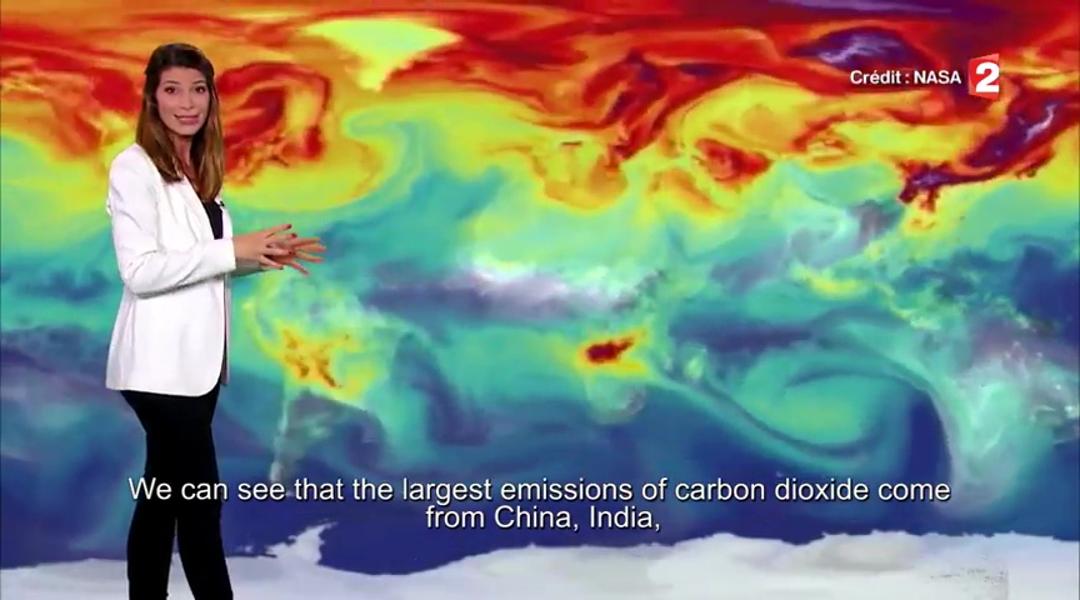 Crédit : NASA 2
We can see that the largest emissions of carbon dioxide come
from China, India,